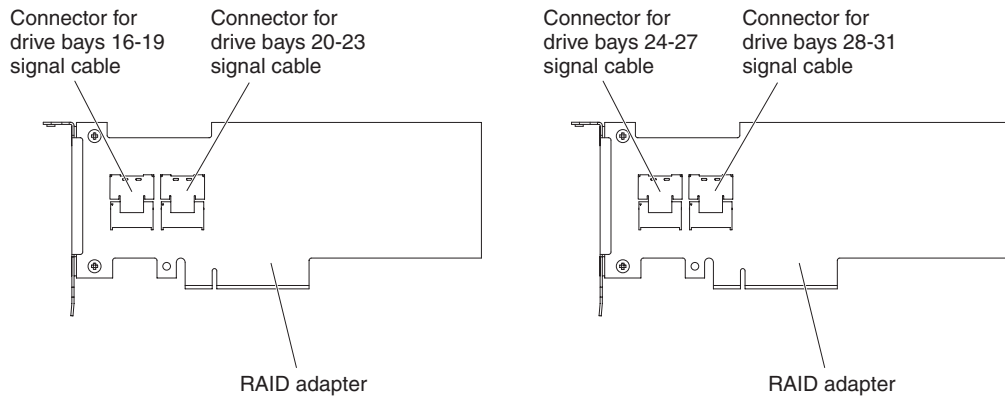 Connector for
drive bays 16-19
signal cable
Connector for
drive bays 20-23
signal cable
Connector for
drive bays 24-27
signal cable
Connector for
drive bays 28-31
signal cable
RAID adapter
RAID adapter